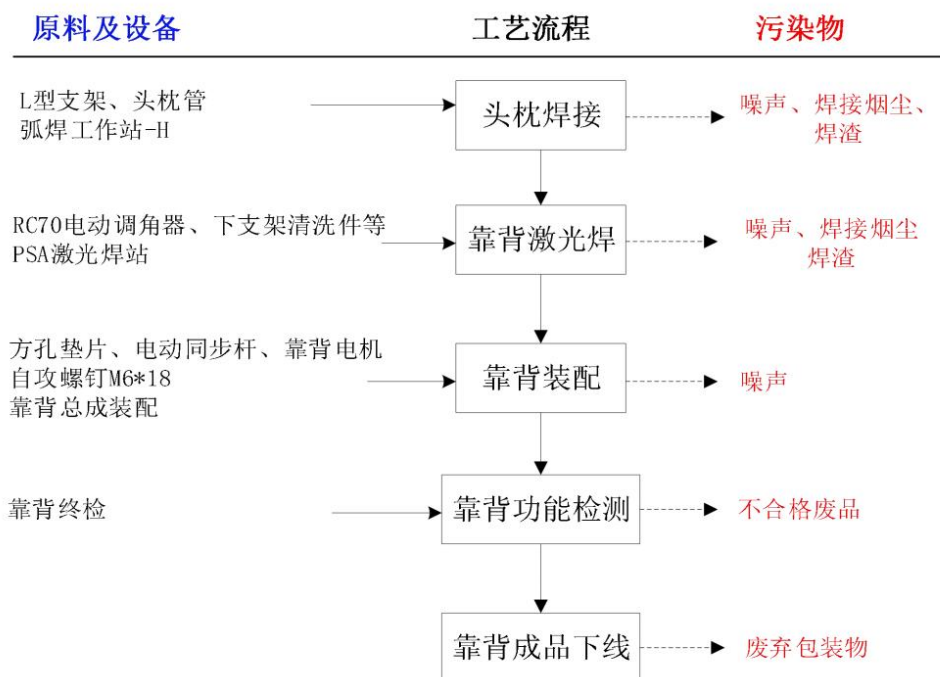 原料及设备 工艺流程 污染物
L型支架、头枕管
弧焊工作站-H
头枕焊接
噪声、焊接烟尘、
焊渣
RC70电动调角器、下支架清洗件等
PSA激光焊站
靠背激光焊
噪声、焊接烟尘
焊渣
方孔垫片、电动同步杆、靠背电机
自攻螺钉M6*18
靠背总成装配
靠背装配
噪声
靠背终检
靠背功能检测
不合格废品
靠背成品下线
废弃包装物